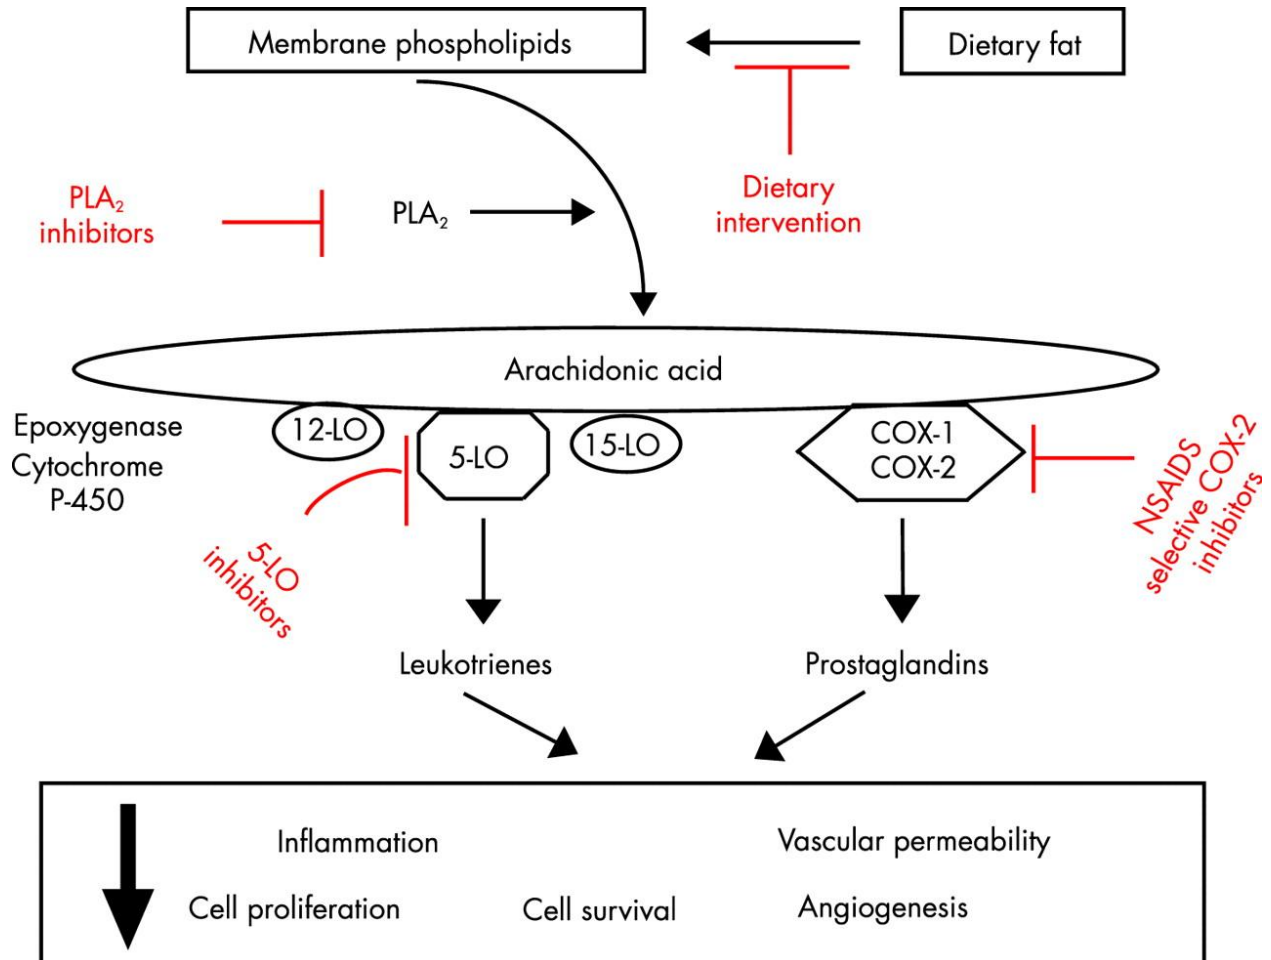 Membrane phospholipids
Dietary fat
PLA₂
inhibitors
PLA₂
Dietary
intervention
Arachidonic acid
Epoxygenase
Cytochrome
P-450
12-LO
5-LO
15-LO
COX-1
COX-2
5-LO
inhibitors
NSAIDS
selective COX-2
inhibitors
Leukotrienes
Prostaglandins
Inflammation
Vascular permeability
Cell proliferation
Cell survival
Angiogenesis